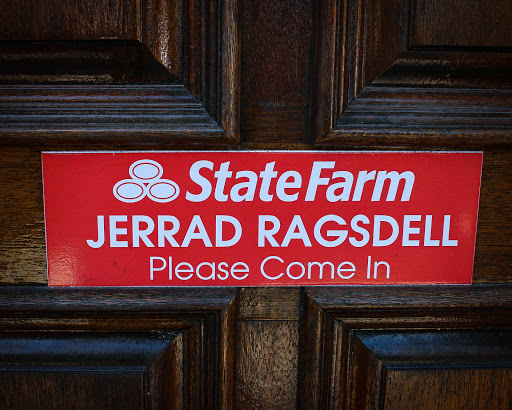 StateFarm
JERRAD RAGSDELL
Please Come In